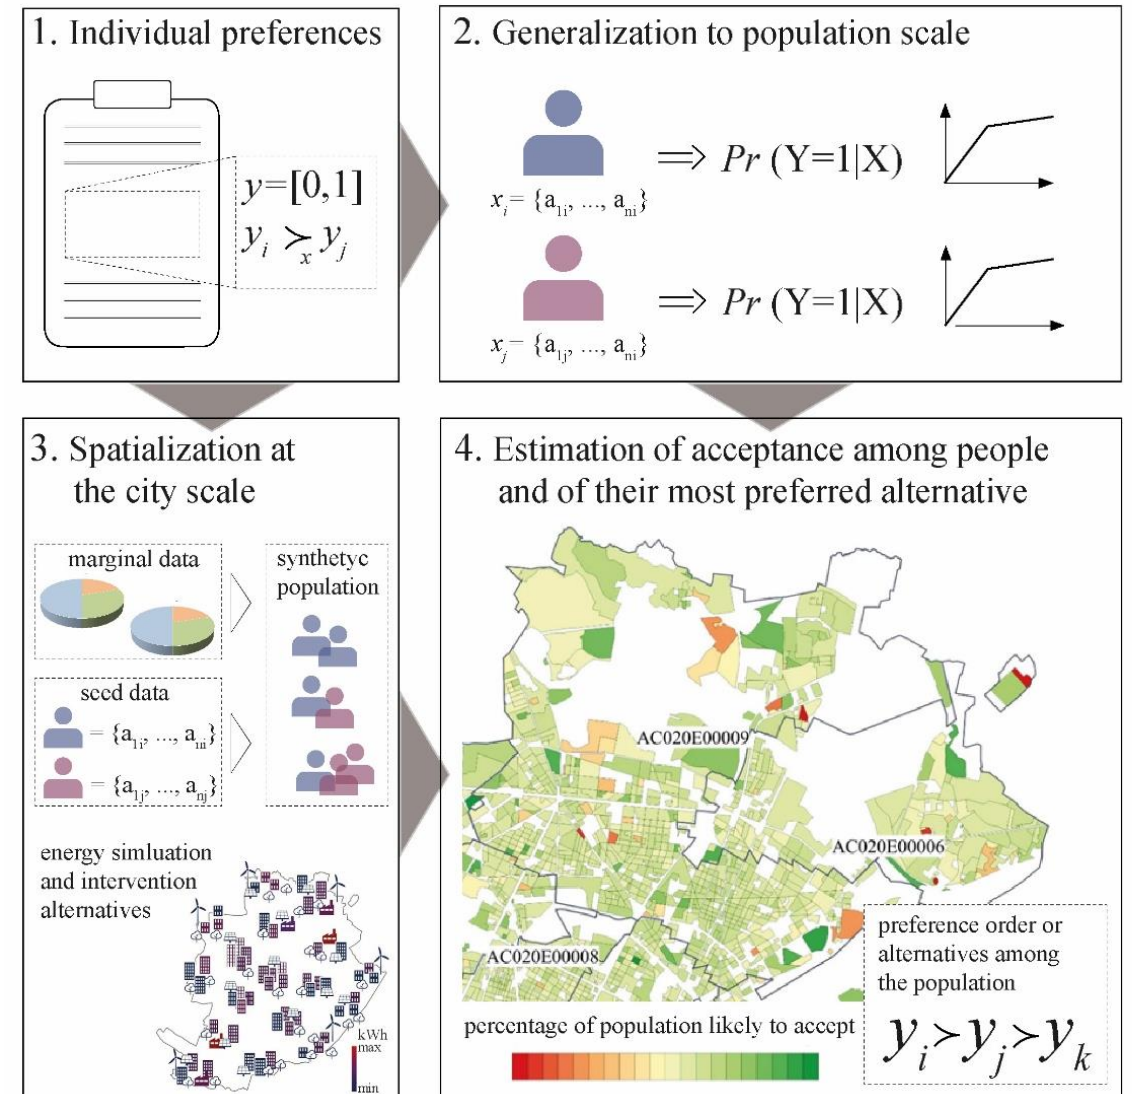 1. Individual preferences
y=[0,1]
yᵢ ≻ₓ yⱼ
2. Generalization to population scale
⟹ Pr (Y=1|X)
xᵢ= {a₁ᵢ, ..., aₙᵢ}
⟹ Pr (Y=1|X)
xⱼ= {a₁ⱼ, ..., aₙᵢ}
3. Spatialization at
the city scale
marginal data
synthetyc
population
seed data
= {a₁ᵢ, ..., aₙᵢ}
= {a₁ⱼ, ..., aₙⱼ}
energy simluation
and intervention
alternatives
kWh
max
min
4. Estimation of acceptance among people
and of their most preferred alternative
AC020E00009
AC020E00006
AC020E00008
preference order or
alternatives among
the population
yᵢ≻yⱼ≻yₖ
percentage of population likely to accept